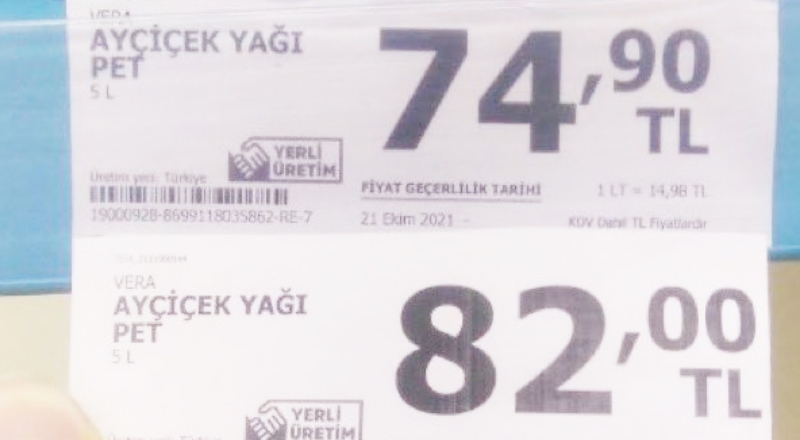 VERA
AYÇİÇEK YAĞI
PET
5 L
74,90
TL
YERLİ
ÜRETİM
Üretim yeri: Türkiye
19000928-8699118035862-RE-7
FİYAT GEÇERLİLİK TARİHİ
21 Ekim 2021 -
1 LT = 14,98 TL
KDV Dahil TL Fiyatlardır
VERA
AYÇİÇEK YAĞI
PET
5 L
82,00
TL
YERLİ
ÜRETİM